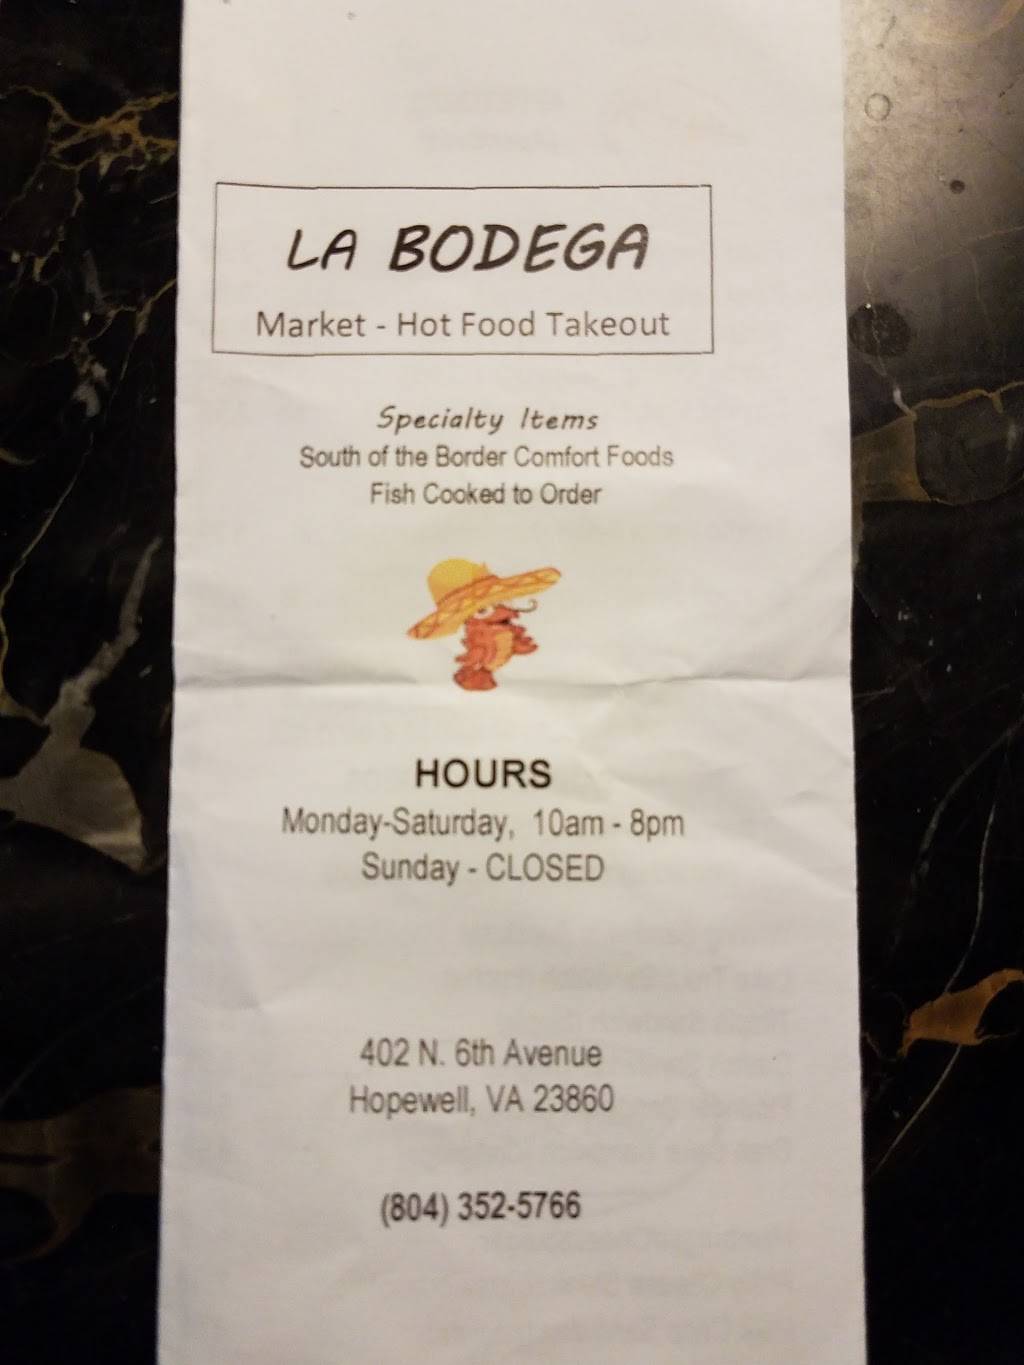 LA BODEGA
Market - Hot Food Takeout
Specialty Items
South of the Border Comfort Foods
Fish Cooked to Order
HOURS
Monday-Saturday, 10am - 8pm
Sunday - CLOSED
402 N. 6th Avenue
Hopewell, VA 23860
(804) 352-5766